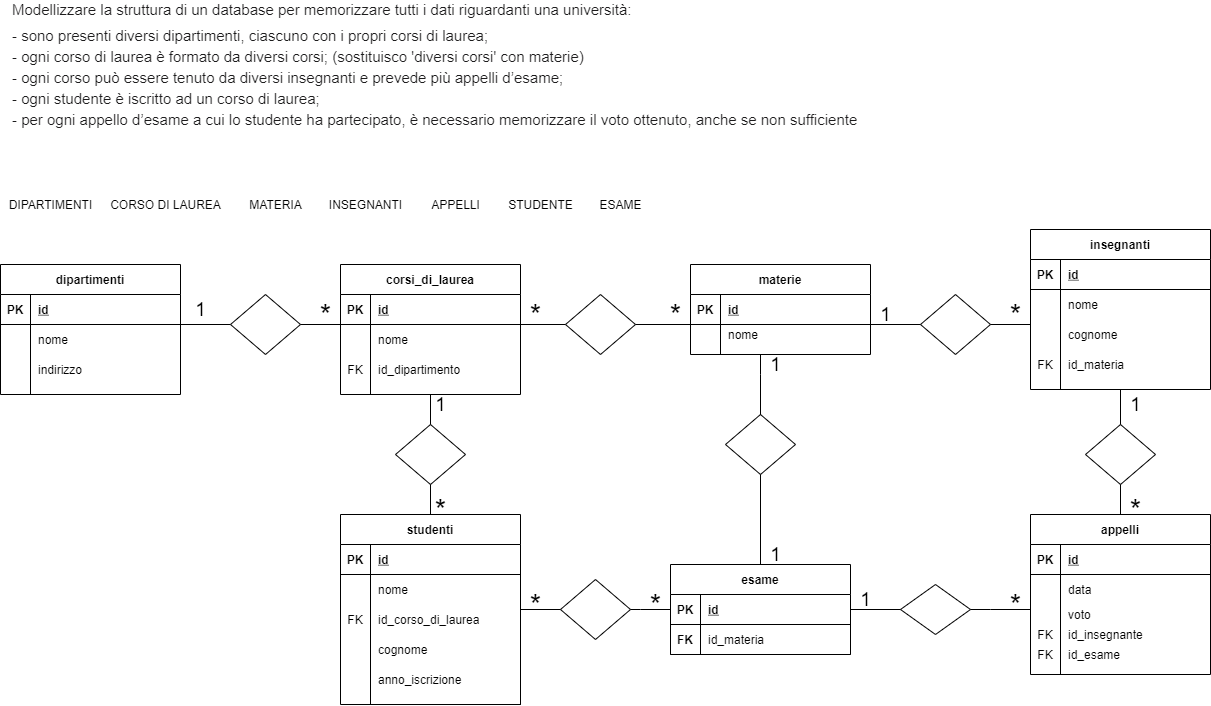 Modellizzare la struttura di un database per memorizzare tutti i dati riguardanti una università:
- sono presenti diversi dipartimenti, ciascuno con i propri corsi di laurea;
- ogni corso di laurea è formato da diversi corsi; (sostituisco 'diversi corsi' con materie)
- ogni corso può essere tenuto da diversi insegnanti e prevede più appelli d’esame;
- ogni studente è iscritto ad un corso di laurea;
- per ogni appello d’esame a cui lo studente ha partecipato, è necessario memorizzare il voto ottenuto, anche se non sufficiente
DIPARTIMENTI CORSO DI LAUREA MATERIA INSEGNANTI APPELLI STUDENTE ESAME
dipartimenti
PK id
nome
indirizzo
1 *
corsi_di_laurea
PK id
nome
FK id_dipartimento
* *
materie
PK id
nome
1 *
insegnanti
PK id
nome
cognome
FK id_materia
1
*
1
1
1
*
studenti
PK id
nome
FK id_corso_di_laurea
cognome
anno_iscrizione
* *
esame
PK id
FK id_materia
1 *
appelli
PK id
data
voto
FK id_insegnante
FK id_esame